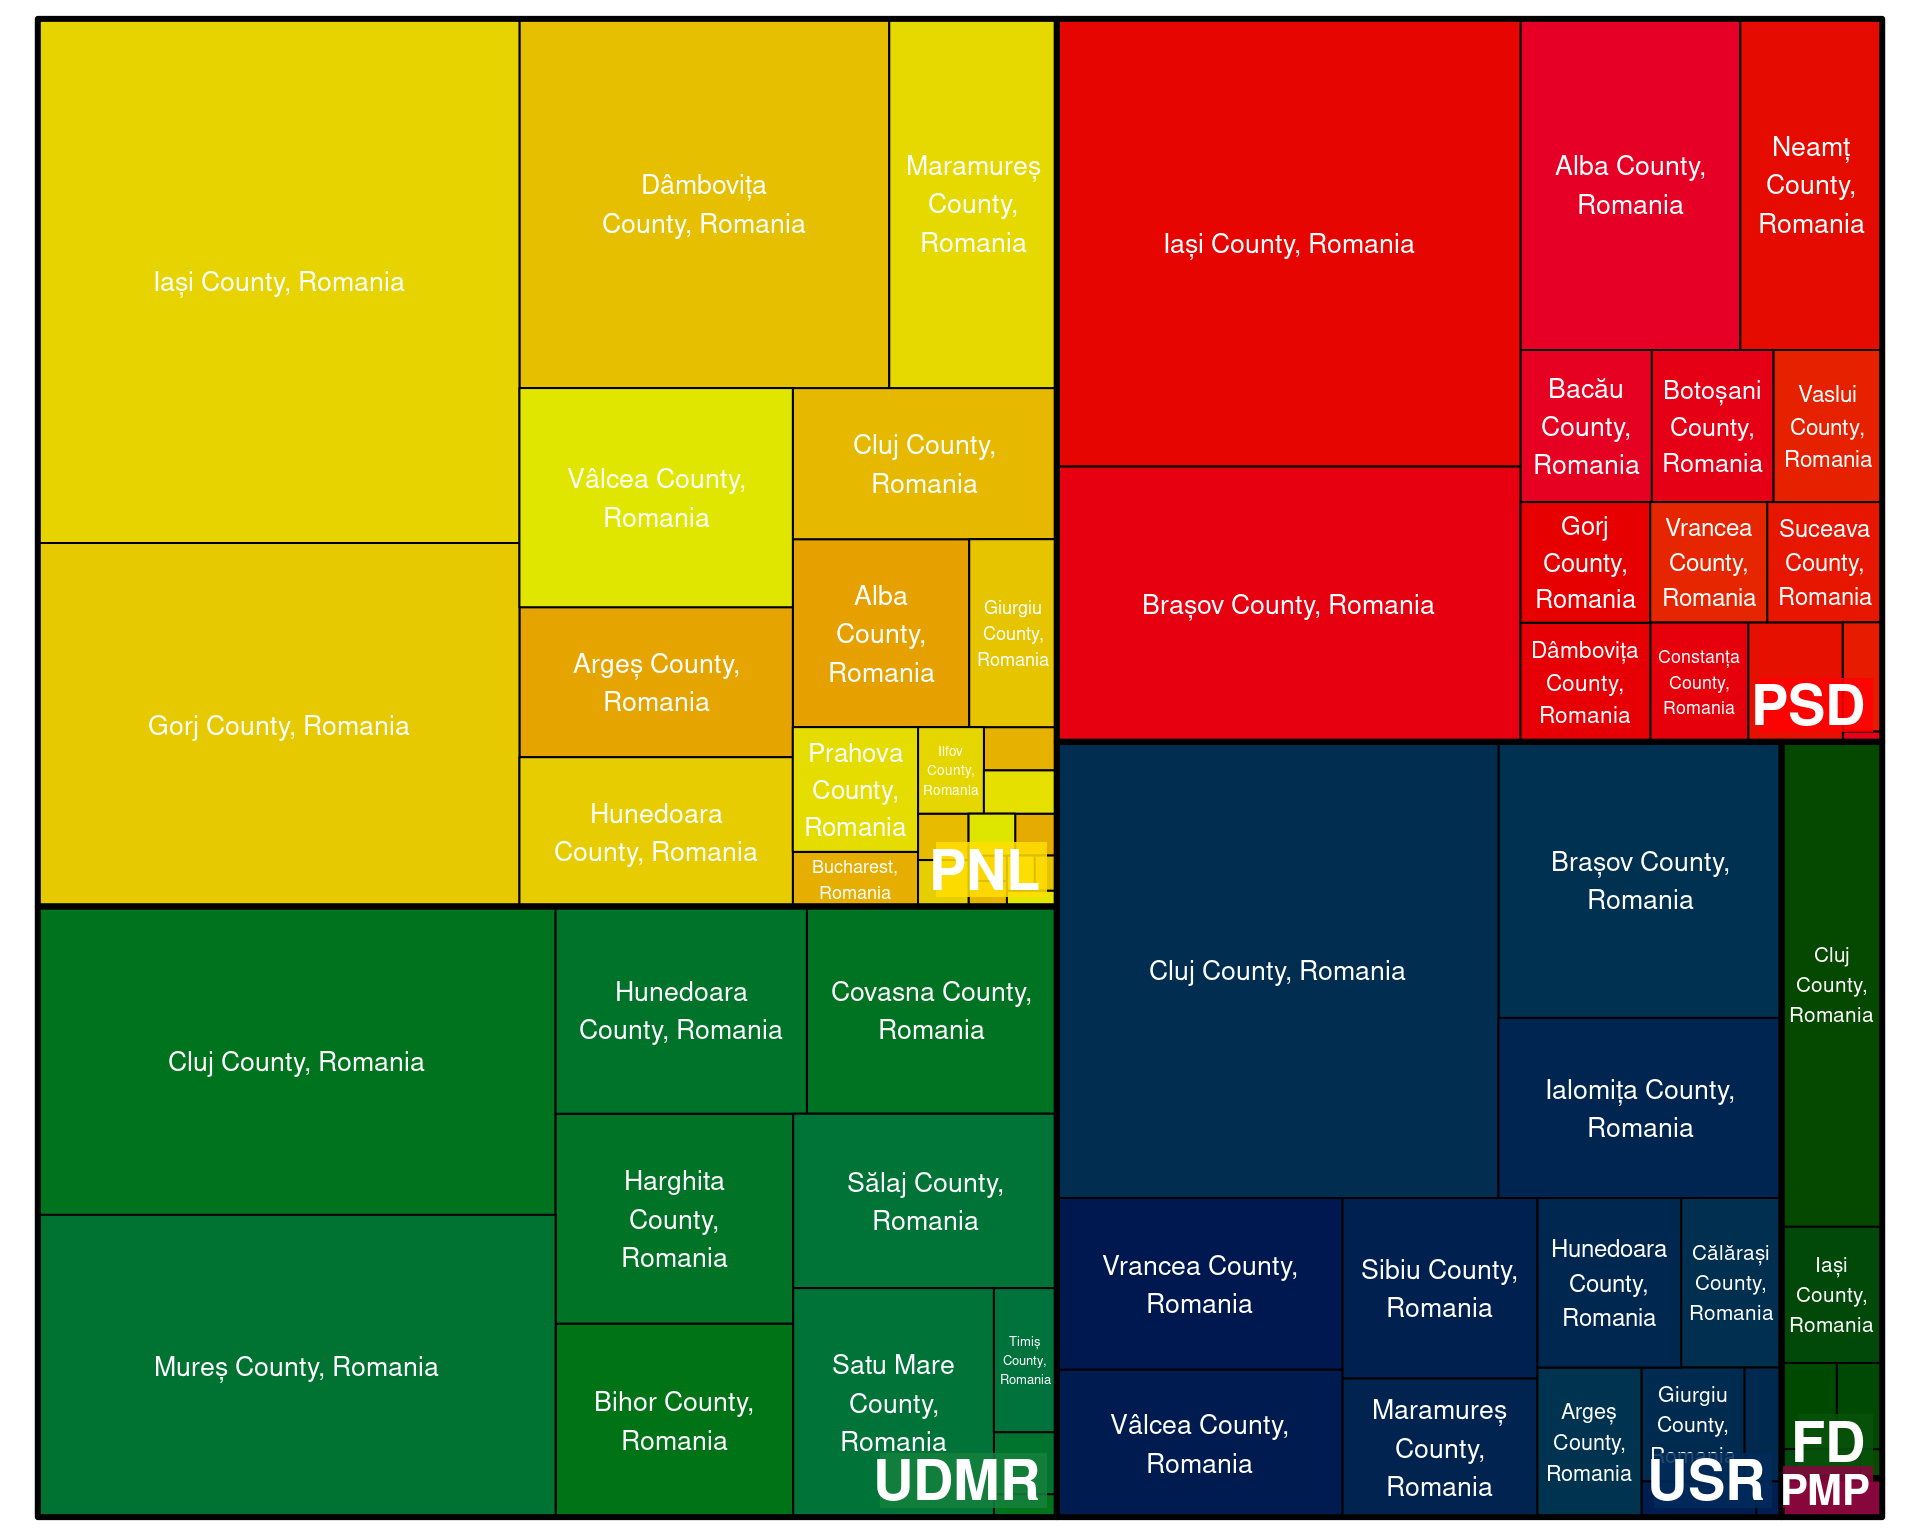 Iași County, Romania
Dâmbovița
County, Romania
Maramureș
County,
Romania
Vâlcea County,
Romania
Cluj County,
Romania
Gorj County, Romania
Argeș County,
Romania
Alba
County,
Romania
Giurgiu
County,
Romania
Hunedoara
County, Romania
Prahova
County,
Romania
Ilfov
County,
Romania
Bucharest,
Romania
PNL
Iași County, Romania
Alba County,
Romania
Neamț
County,
Romania
Brașov County, Romania
Bacău
County,
Romania
Botoșani
County,
Romania
Vaslui
County,
Romania
Gorj
County,
Romania
Vrancea
County,
Romania
Suceava
County,
Romania
Dâmbovița
County,
Romania
Constanța
County,
Romania
PSD
Cluj County, Romania
Mureș County, Romania
Hunedoara
County, Romania
Covasna County,
Romania
Harghita
County,
Romania
Sălaj County,
Romania
Bihor County,
Romania
Satu Mare
County,
Romania
Timiș
County,
Romania
UDMR
Cluj County, Romania
Brașov County,
Romania
Ialomița County,
Romania
Vrancea County,
Romania
Sibiu County,
Romania
Hunedoara
County,
Romania
Călărași
County,
Romania
Vâlcea County,
Romania
Maramureș
County,
Romania
Argeș
County,
Romania
Giurgiu
County,
Romania
USR
Cluj
County,
Romania
Iași
County,
Romania
FD
PMP